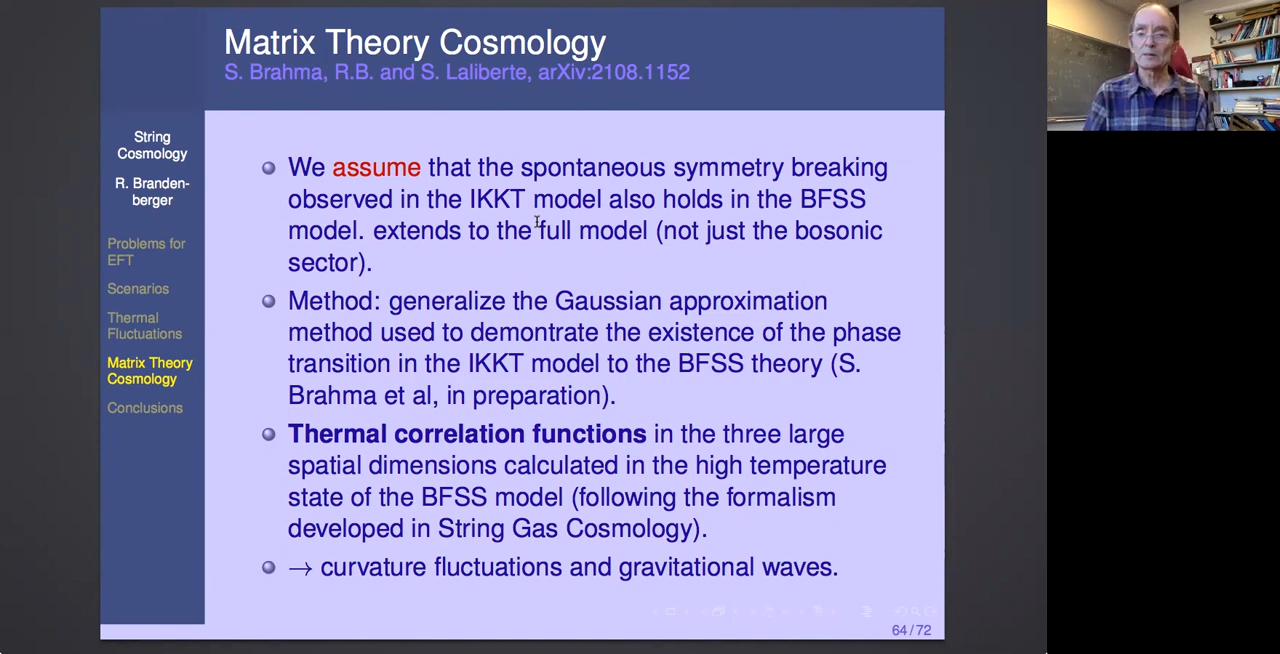 Matrix Theory Cosmology
S. Brahma, R.B. and S. Laliberte, arXiv:2108.1152
String
Cosmology
R. Branden-
berger
Problems for
EFT
Scenarios
Thermal
Fluctuations
Matrix Theory
Cosmology
Conclusions
We assume that the spontaneous symmetry breaking
observed in the IKKT model also holds in the BFSS
model. extends to the full model (not just the bosonic
sector).
Method: generalize the Gaussian approximation
method used to demontrate the existence of the phase
transition in the IKKT model to the BFSS theory (S.
Brahma et al, in preparation).
Thermal correlation functions in the three large
spatial dimensions calculated in the high temperature
state of the BFSS model (following the formalism
developed in String Gas Cosmology).
→ curvature fluctuations and gravitational waves.
64/72